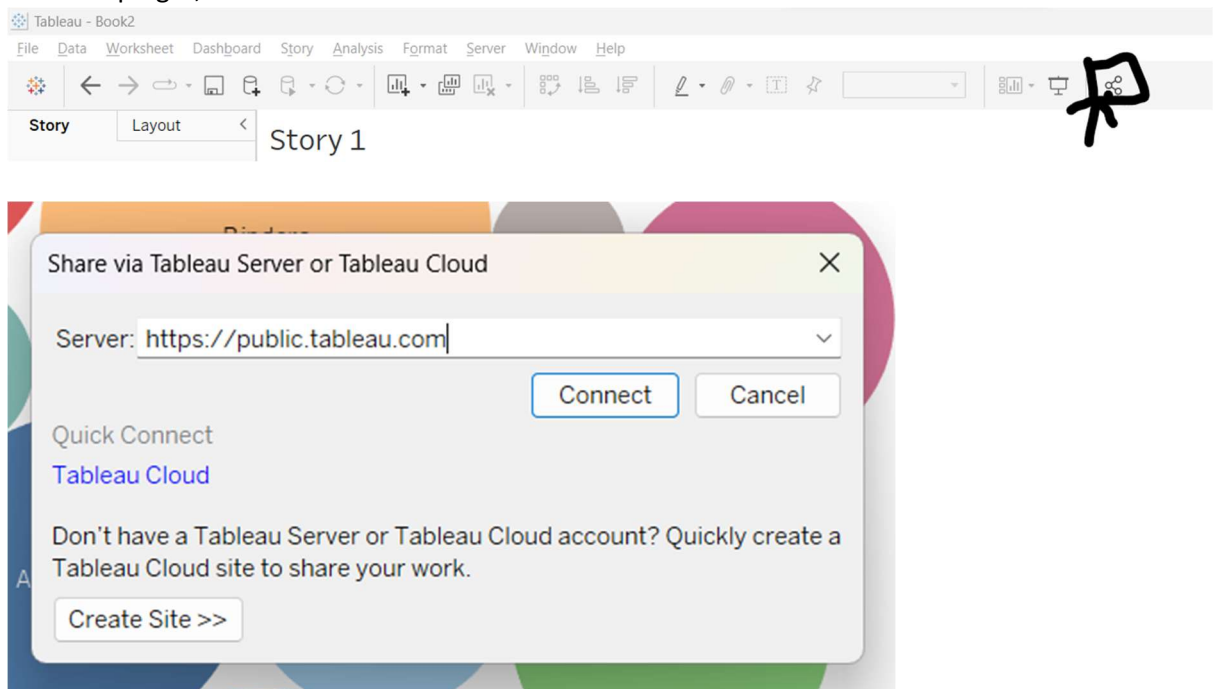 Tableau - Book2
File Data Worksheet Dashboard Story Analysis Format Server Window Help
Story Layout
Story 1
Share via Tableau Server or Tableau Cloud
Server: https://public.tableau.com
Connect Cancel
Quick Connect
Tableau Cloud
Don't have a Tableau Server or Tableau Cloud account? Quickly create a
Tableau Cloud site to share your work.
A
Create Site >>